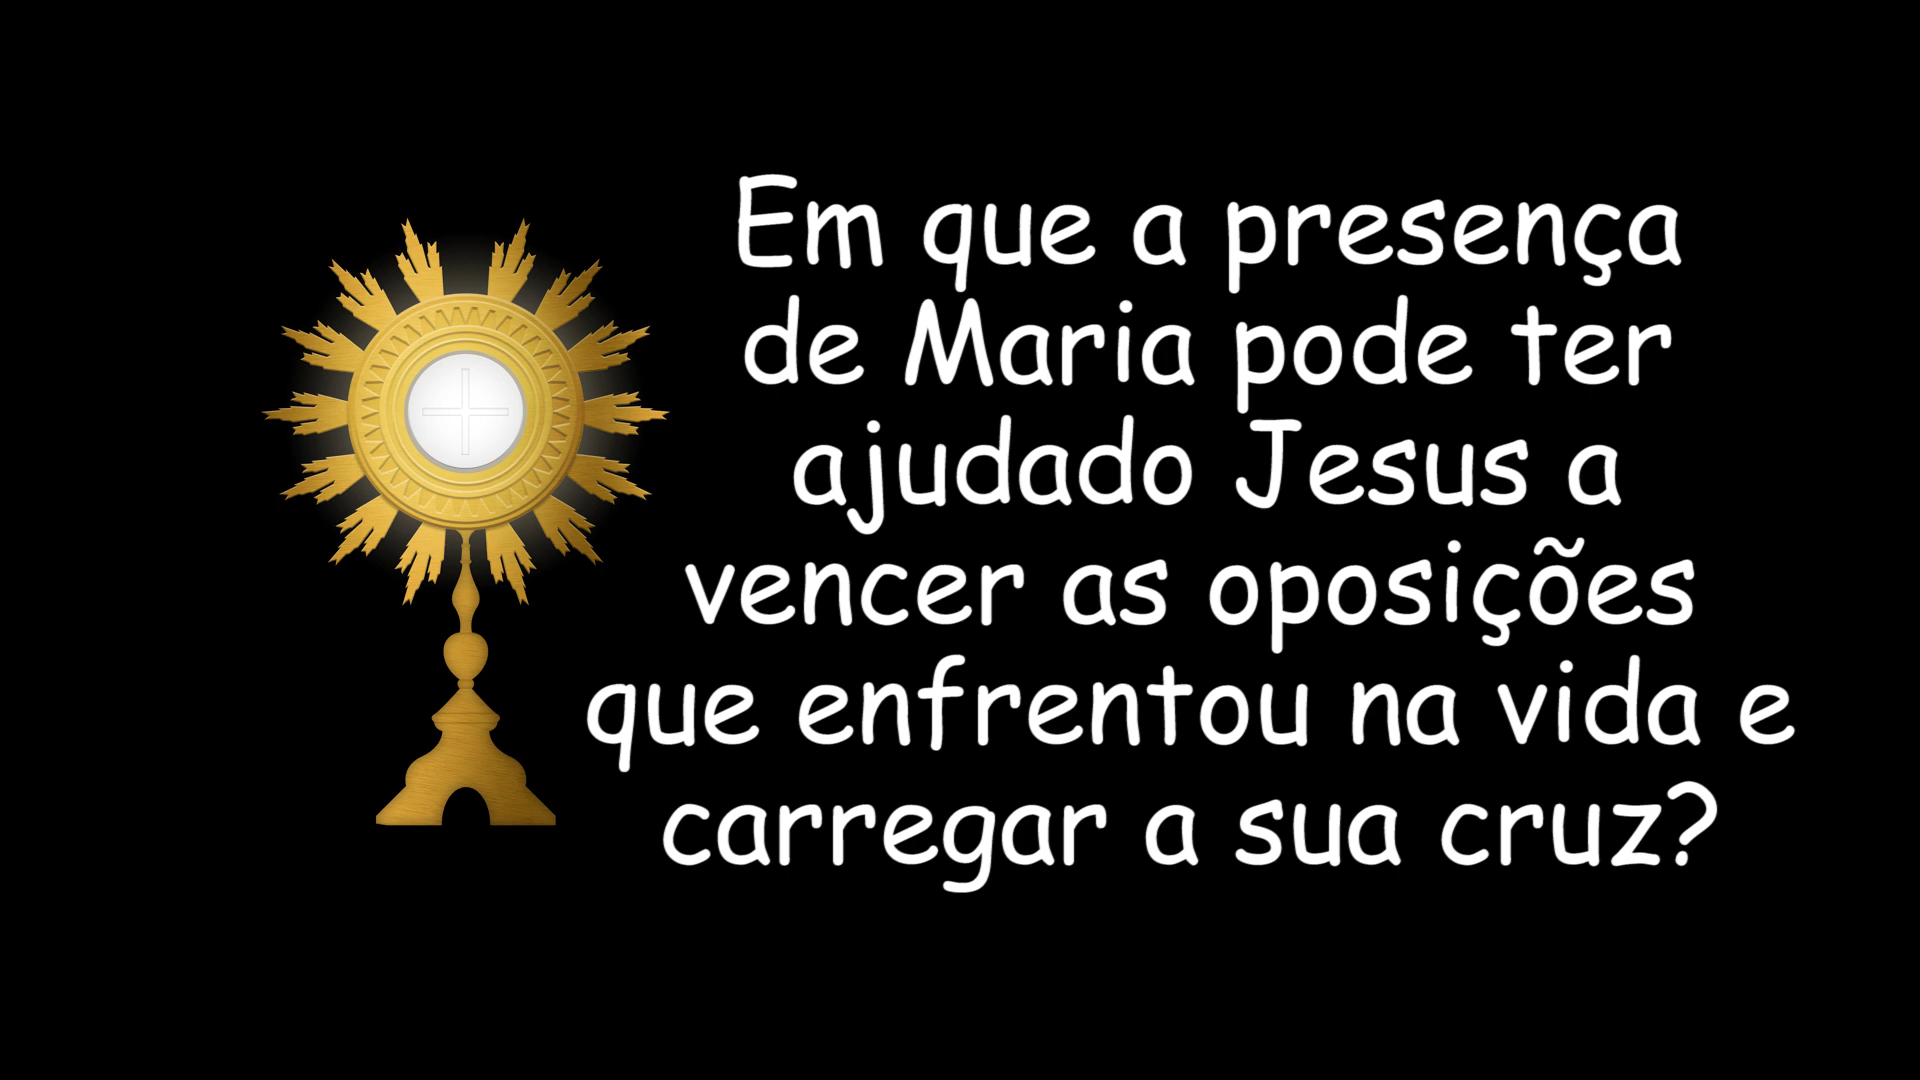 Em que a presença
de Maria pode ter
ajudado Jesus a
vencer as oposições
que enfrentou na vida e
carregar a sua cruz?